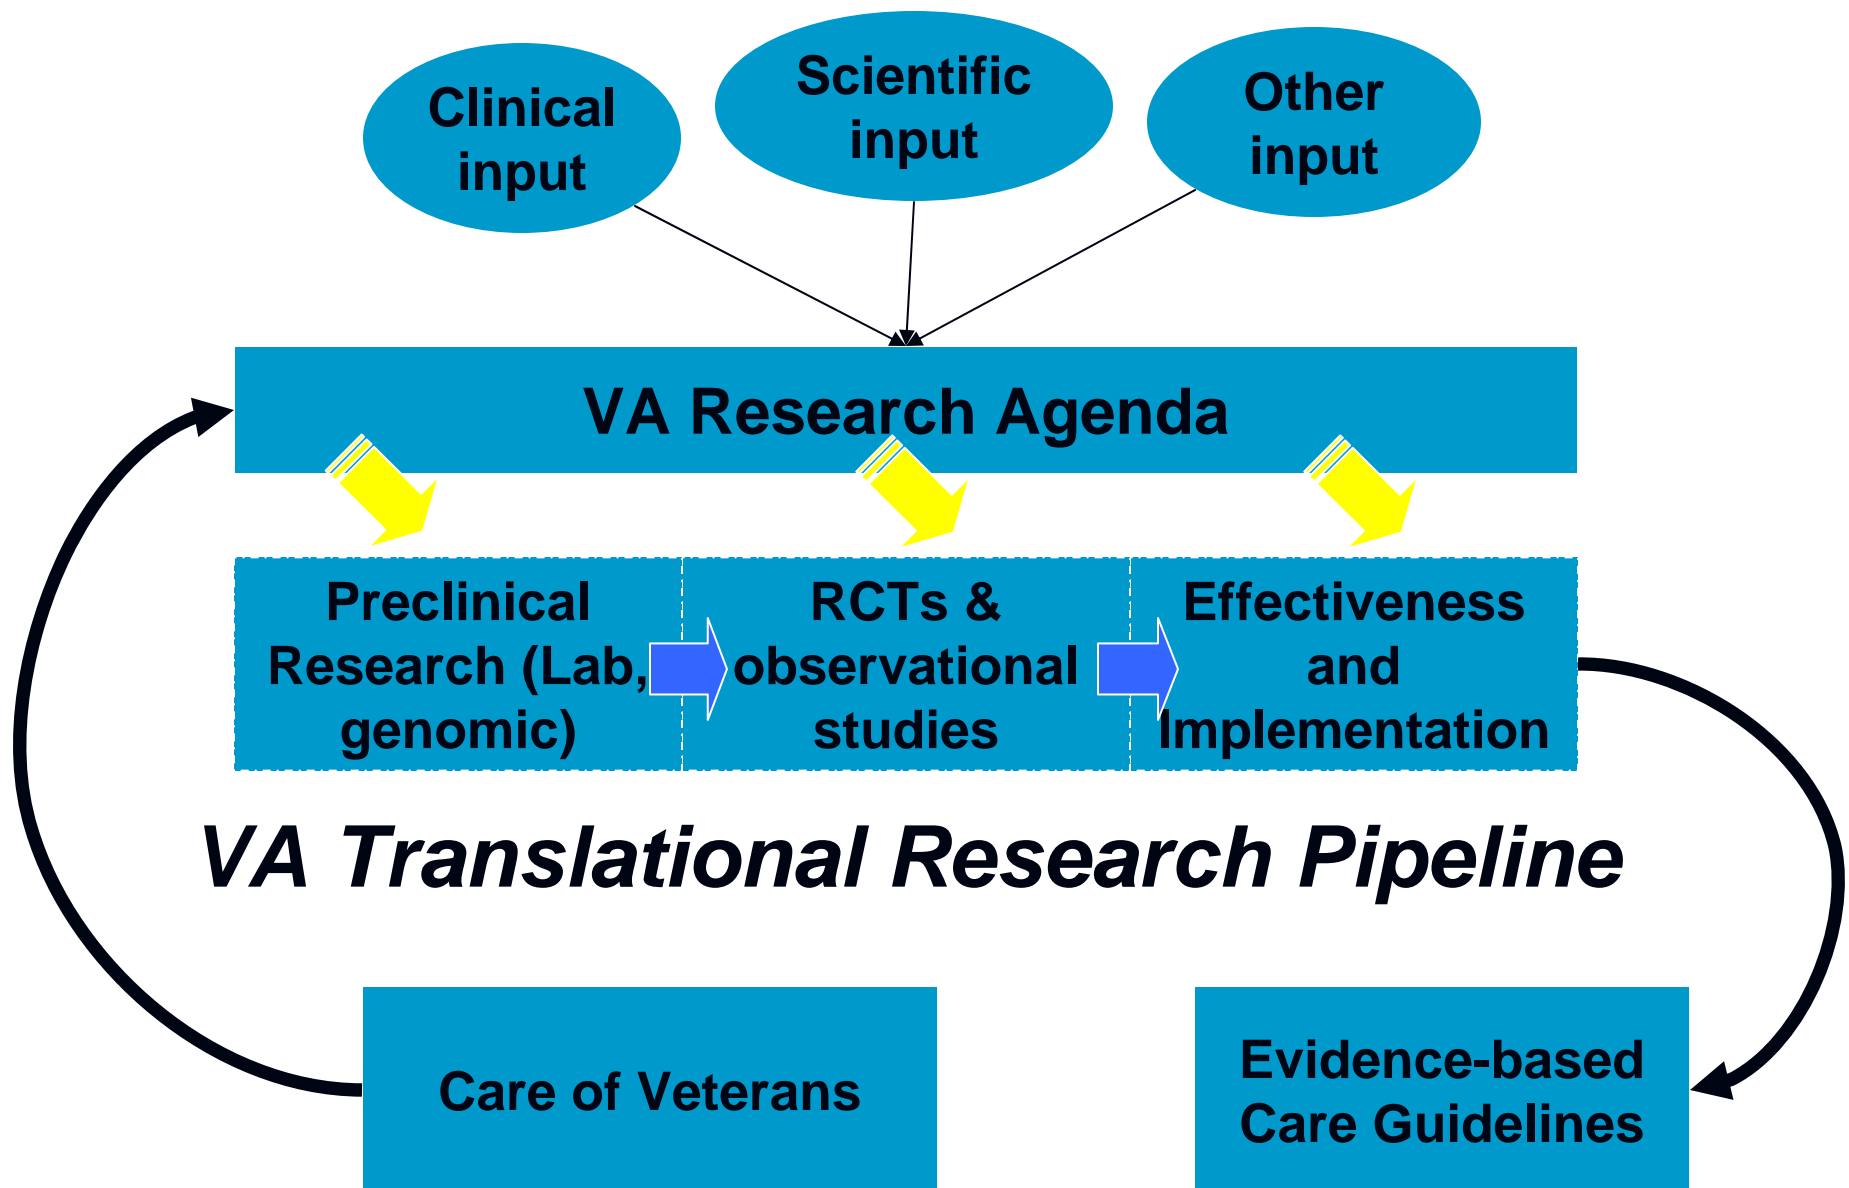 Clinical
input
Scientific
input
Other
input
VA Research Agenda
Preclinical
Research (Lab,
genomic)
RCTs &
observational
studies
Effectiveness
and
Implementation
VA Translational Research Pipeline
Care of Veterans
Evidence-based
Care Guidelines